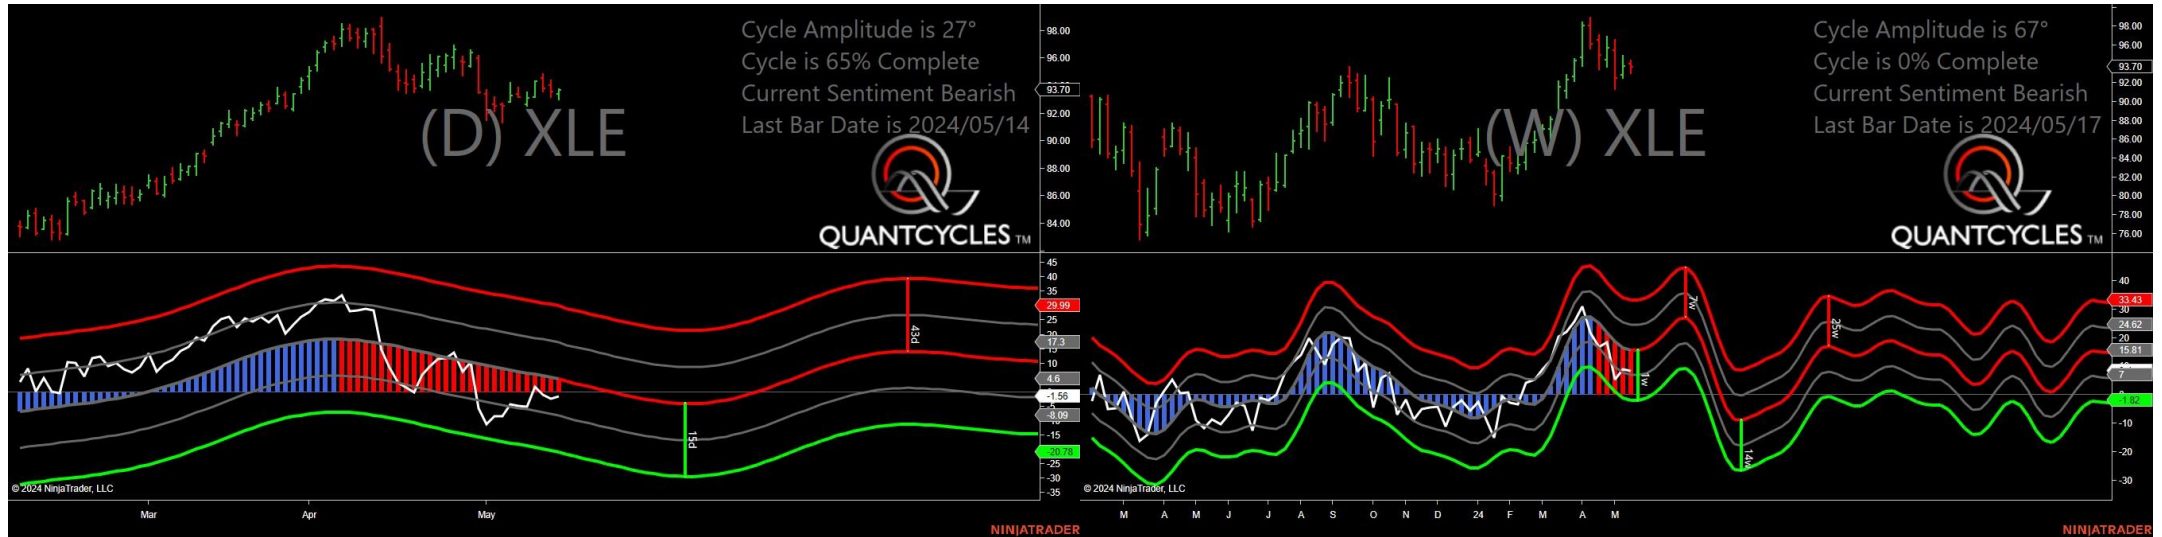 Cycle Amplitude is 27°
Cycle is 65% Complete
Current Sentiment Bearish
Last Bar Date is 2024/05/14
(D) XLE
QUANTCYCLES TM
98.00
96.00
93.70
92.00
90.00
88.00
86.00
84.00
45
40
35
29.99
25
20
17.3
15
10
4.6
-1.56
-8.09
-15
-20.78
-25
-30
-35
43d
15d
© 2024 NinjaTrader, LLC
Mar
Apr
May
NINJATRADER
Cycle Amplitude is 67°
Cycle is 0% Complete
Current Sentiment Bearish
Last Bar Date is 2024/05/17
(W) XLE
QUANTCYCLES TM
98.00
96.00
93.70
92.00
90.00
88.00
86.00
84.00
82.00
80.00
78.00
76.00
40
33.43
24.62
20
15.81
7
-1.82
-10
-20
-30
7w
25w
1w
14w
© 2024 NinjaTrader, LLC
M A M J J A S O N D 24 F M A M
NINJATRADER